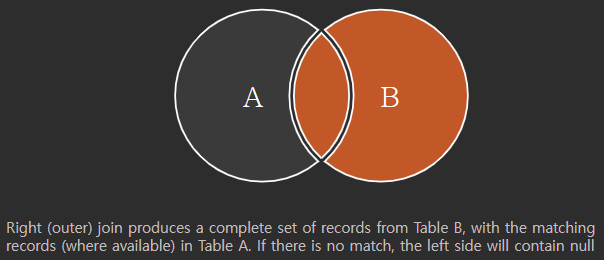 A
B
Right (outer) join produces a complete set of records from Table B, with the matching
records (where available) in Table A. If there is no match, the left side will contain null